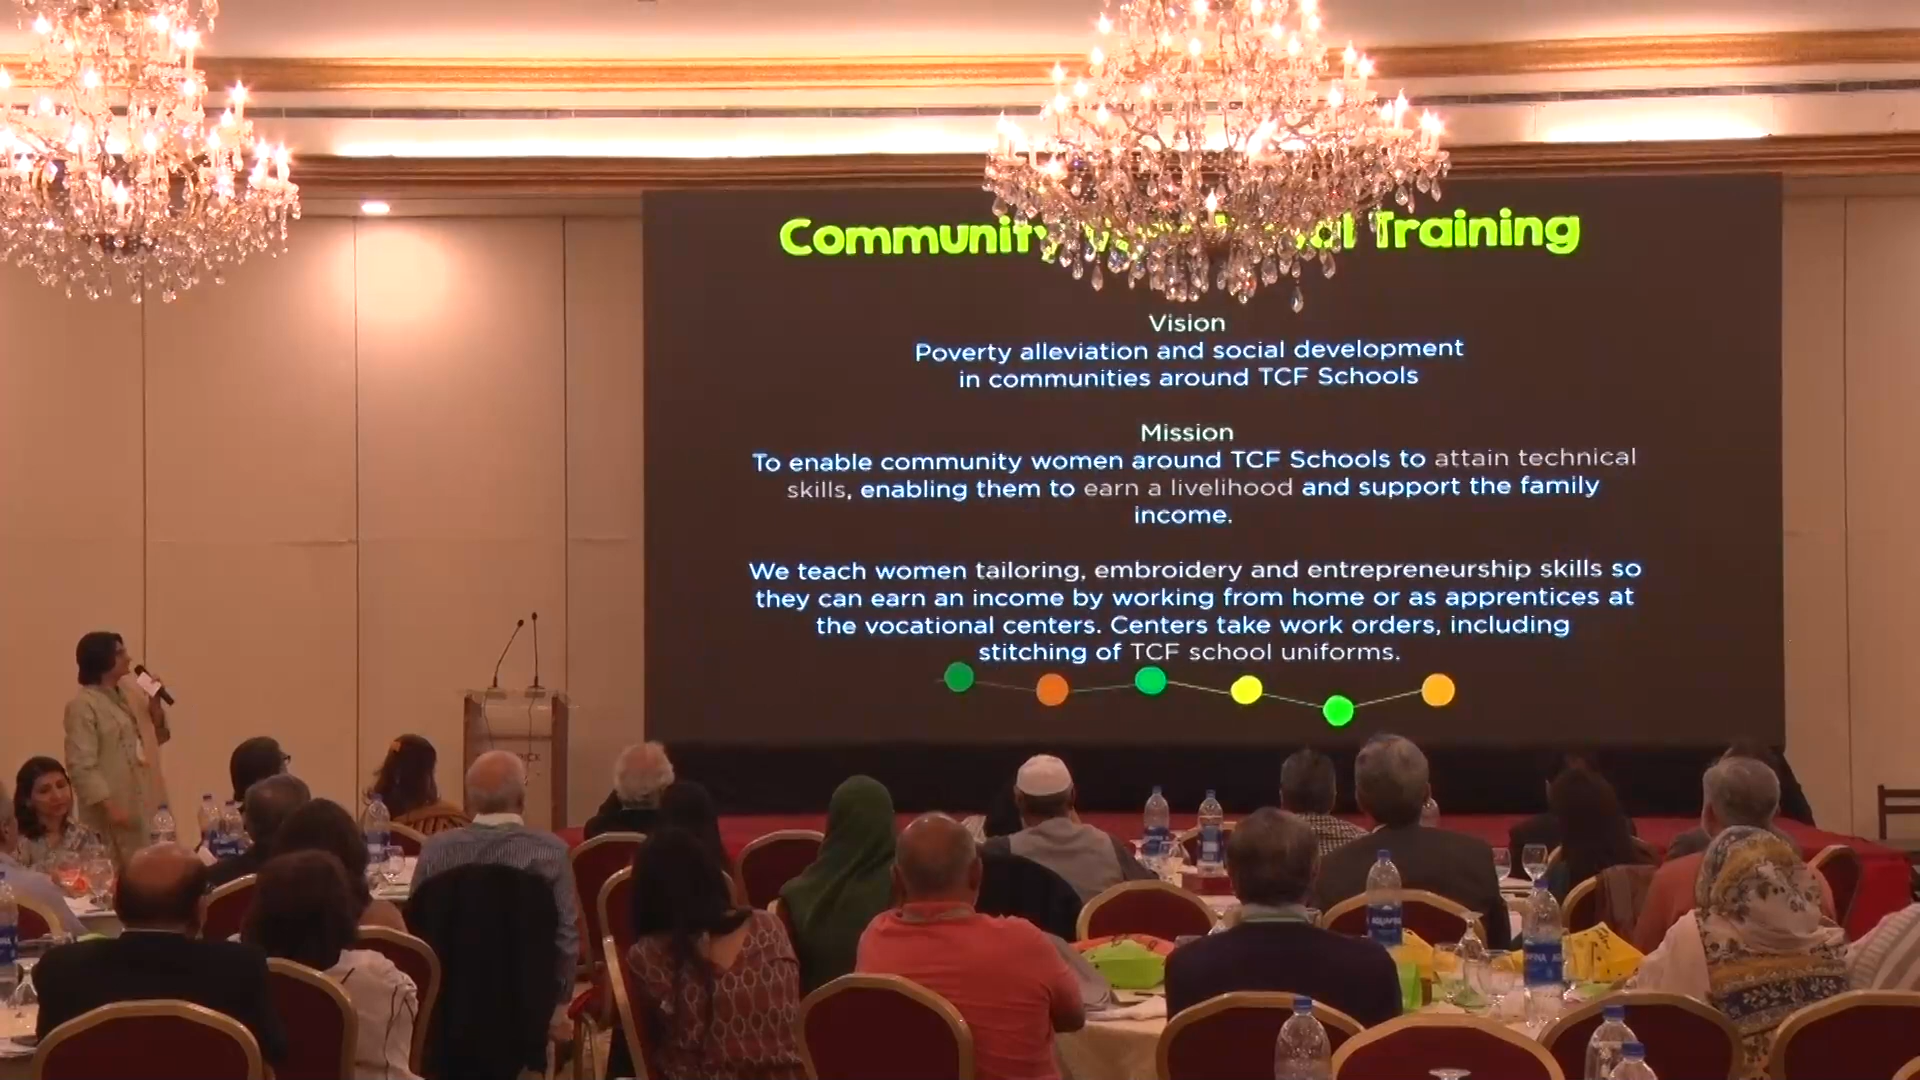 Community Training
Vision
Poverty alleviation and social development
in communities around TCF Schools
Mission
To enable community women around TCF Schools to attain technical
skills, enabling them to earn a livelihood and support the family
income.
We teach women tailoring, embroidery and entrepreneurship skills so
they can earn an income by working from home or as apprentices at
the vocational centers. Centers take work orders, including
stitching of TCF school uniforms.